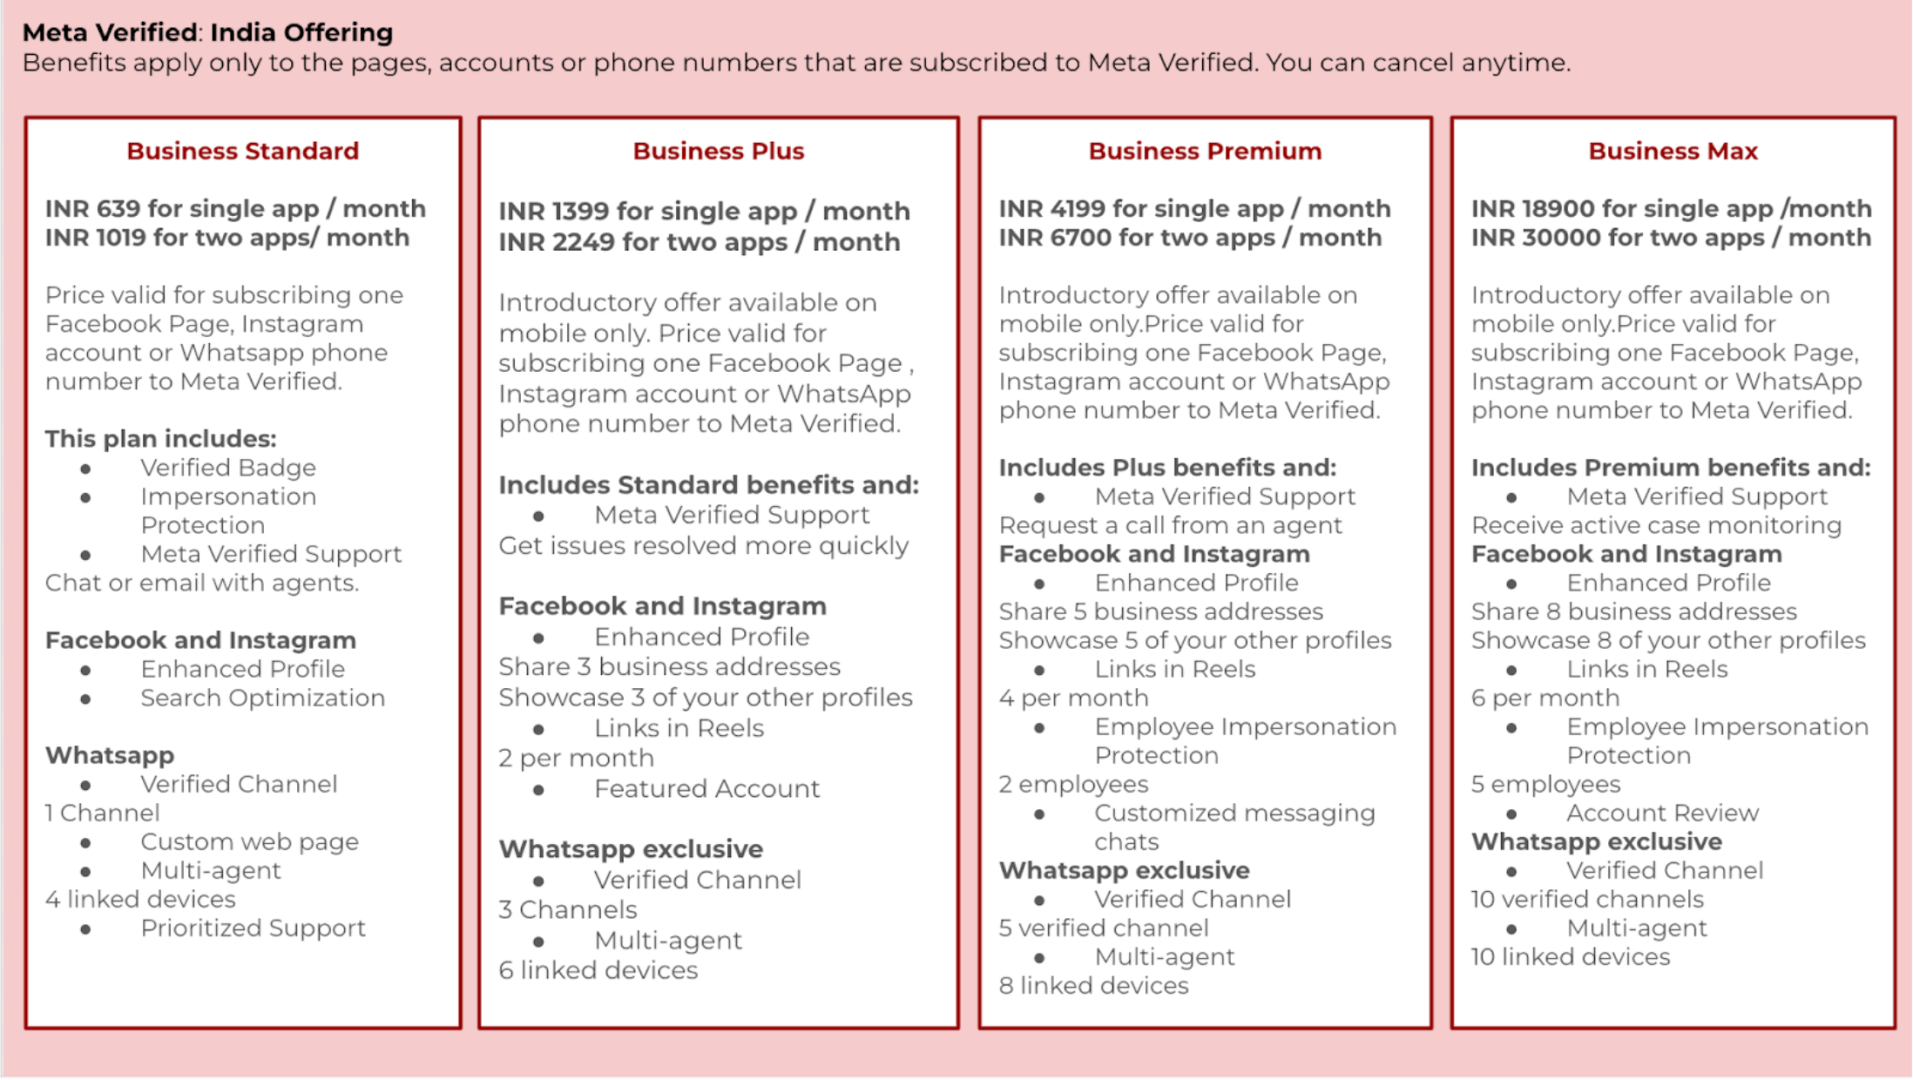 Meta Verified: India Offering
Benefits apply only to the pages, accounts or phone numbers that are subscribed to Meta Verified. You can cancel anytime.
Business Standard
INR 639 for single app / month
INR 1019 for two apps/ month
Price valid for subscribing one
Facebook Page, Instagram
account or Whatsapp phone
number to Meta Verified.
This plan includes:
● Verified Badge
● Impersonation
Protection
● Meta Verified Support
Chat or email with agents.
Facebook and Instagram
● Enhanced Profile
● Search Optimization
Whatsapp
● Verified Channel
1 Channel
● Custom web page
● Multi-agent
4 linked devices
● Prioritized Support
Business Plus
INR 1399 for single app / month
INR 2249 for two apps / month
Introductory offer available on
mobile only. Price valid for
subscribing one Facebook Page ,
Instagram account or WhatsApp
phone number to Meta Verified.
Includes Standard benefits and:
● Meta Verified Support
Get issues resolved more quickly
Facebook and Instagram
● Enhanced Profile
Share 3 business addresses
Showcase 3 of your other profiles
● Links in Reels
2 per month
● Featured Account
Whatsapp exclusive
● Verified Channel
3 Channels
● Multi-agent
6 linked devices
Business Premium
INR 4199 for single app / month
INR 6700 for two apps / month
Introductory offer available on
mobile only.Price valid for
subscribing one Facebook Page,
Instagram account or WhatsApp
phone number to Meta Verified.
Includes Plus benefits and:
● Meta Verified Support
Request a call from an agent
Facebook and Instagram
● Enhanced Profile
Share 5 business addresses
Showcase 5 of your other profiles
● Links in Reels
4 per month
● Employee Impersonation
Protection
2 employees
● Customized messaging
chats
Whatsapp exclusive
● Verified Channel
5 verified channel
● Multi-agent
8 linked devices
Business Max
INR 18900 for single app /month
INR 30000 for two apps / month
Introductory offer available on
mobile only.Price valid for
subscribing one Facebook Page,
Instagram account or WhatsApp
phone number to Meta Verified.
Includes Premium benefits and:
● Meta Verified Support
Receive active case monitoring
Facebook and Instagram
● Enhanced Profile
Share 8 business addresses
Showcase 8 of your other profiles
● Links in Reels
6 per month
● Employee Impersonation
Protection
5 employees
● Account Review
Whatsapp exclusive
● Verified Channel
10 verified channels
● Multi-agent
10 linked devices